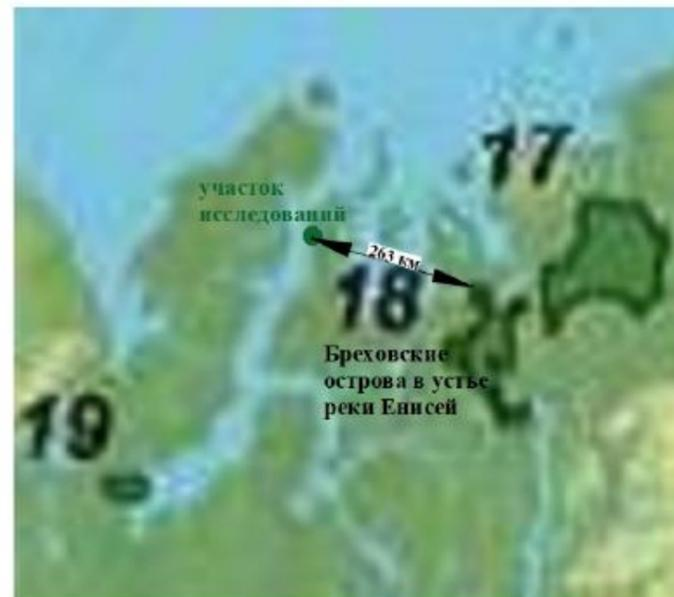 17
участок
исследований
263 км
18
Бреховские
острова в устье
реки Енисей
19